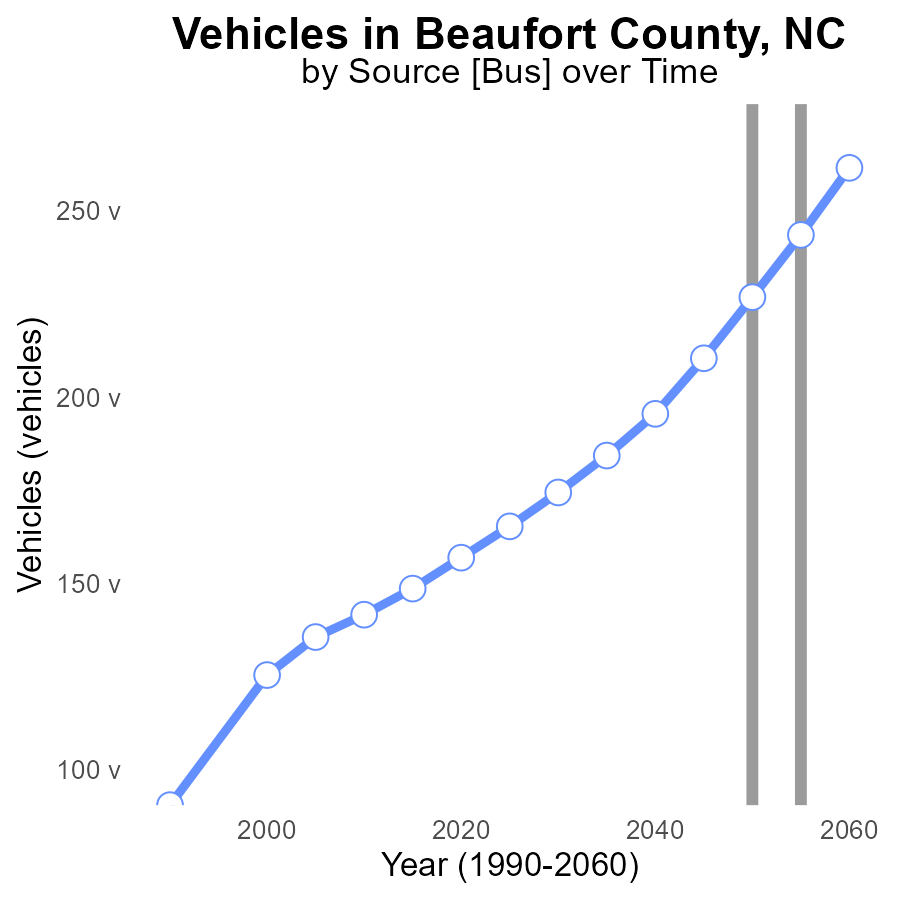 Vehicles in Beaufort County, NC
by Source [Bus] over Time
250 v
200 v
150 v
100 v
Vehicles (vehicles)
2000 2020 2040 2060
Year (1990-2060)